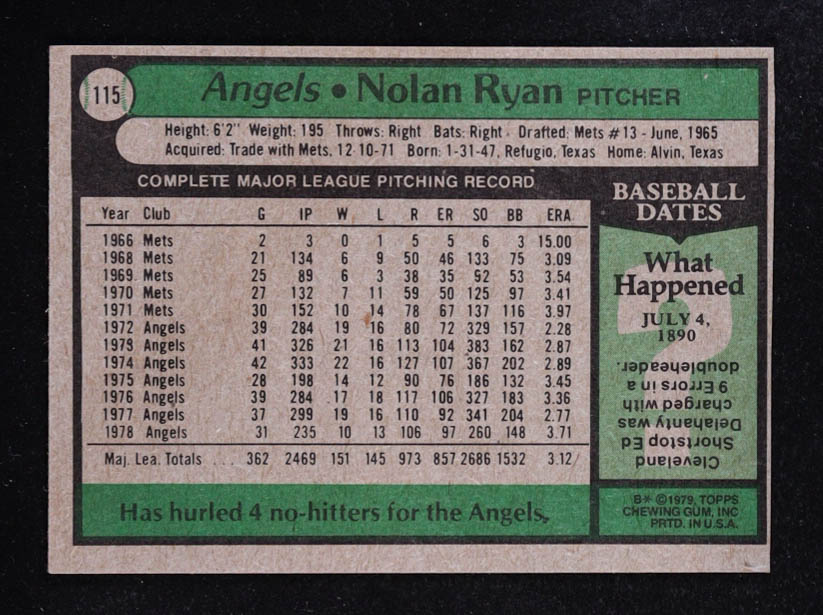 115
Angels • Nolan Ryan PITCHER
Height: 6'2" Weight: 195 Throws: Right Bats: Right Drafted: Mets #13 - June, 1965
Acquired: Trade with Mets, 12-10-71 Born: 1-31-47, Refugio, Texas Home: Alvin, Texas
COMPLETE MAJOR LEAGUE PITCHING RECORD
Year Club G IP W L R ER SO BB ERA
1966 Mets 2 3 0 1 5 5 6 3 15.00
1968 Mets 21 134 6 9 50 46 133 75 3.09
1969 Mets 25 89 6 3 38 35 92 53 3.54
1970 Mets 27 132 7 11 59 50 125 97 3.41
1971 Mets 30 152 10 14 78 67 137 116 3.97
1972 Angels 39 284 19 16 80 72 329 157 2.28
1973 Angels 41 326 21 16 113 104 383 162 2.87
1974 Angels 42 333 22 16 127 107 367 202 2.89
1975 Angels 28 198 14 12 90 76 186 132 3.45
1976 Angels 39 284 17 18 117 106 327 183 3.36
1977 Angels 37 299 19 16 110 92 341 204 2.77
1978 Angels 31 235 10 13 106 97 260 148 3.71
Maj. Lea. Totals ... 362 2469 151 145 973 857 2686 1532 3.12
Has hurled 4 no-hitters for the Angels.
BASEBALL
DATES
What
Happened
JULY 4,
1890
?
Cleveland
Shortstop Ed
Delahanty was
charged with
9 Errors in a
doubleheader.
B* ©1979, TOPPS
CHEWING GUM, INC
PRTD. IN U.S.A.